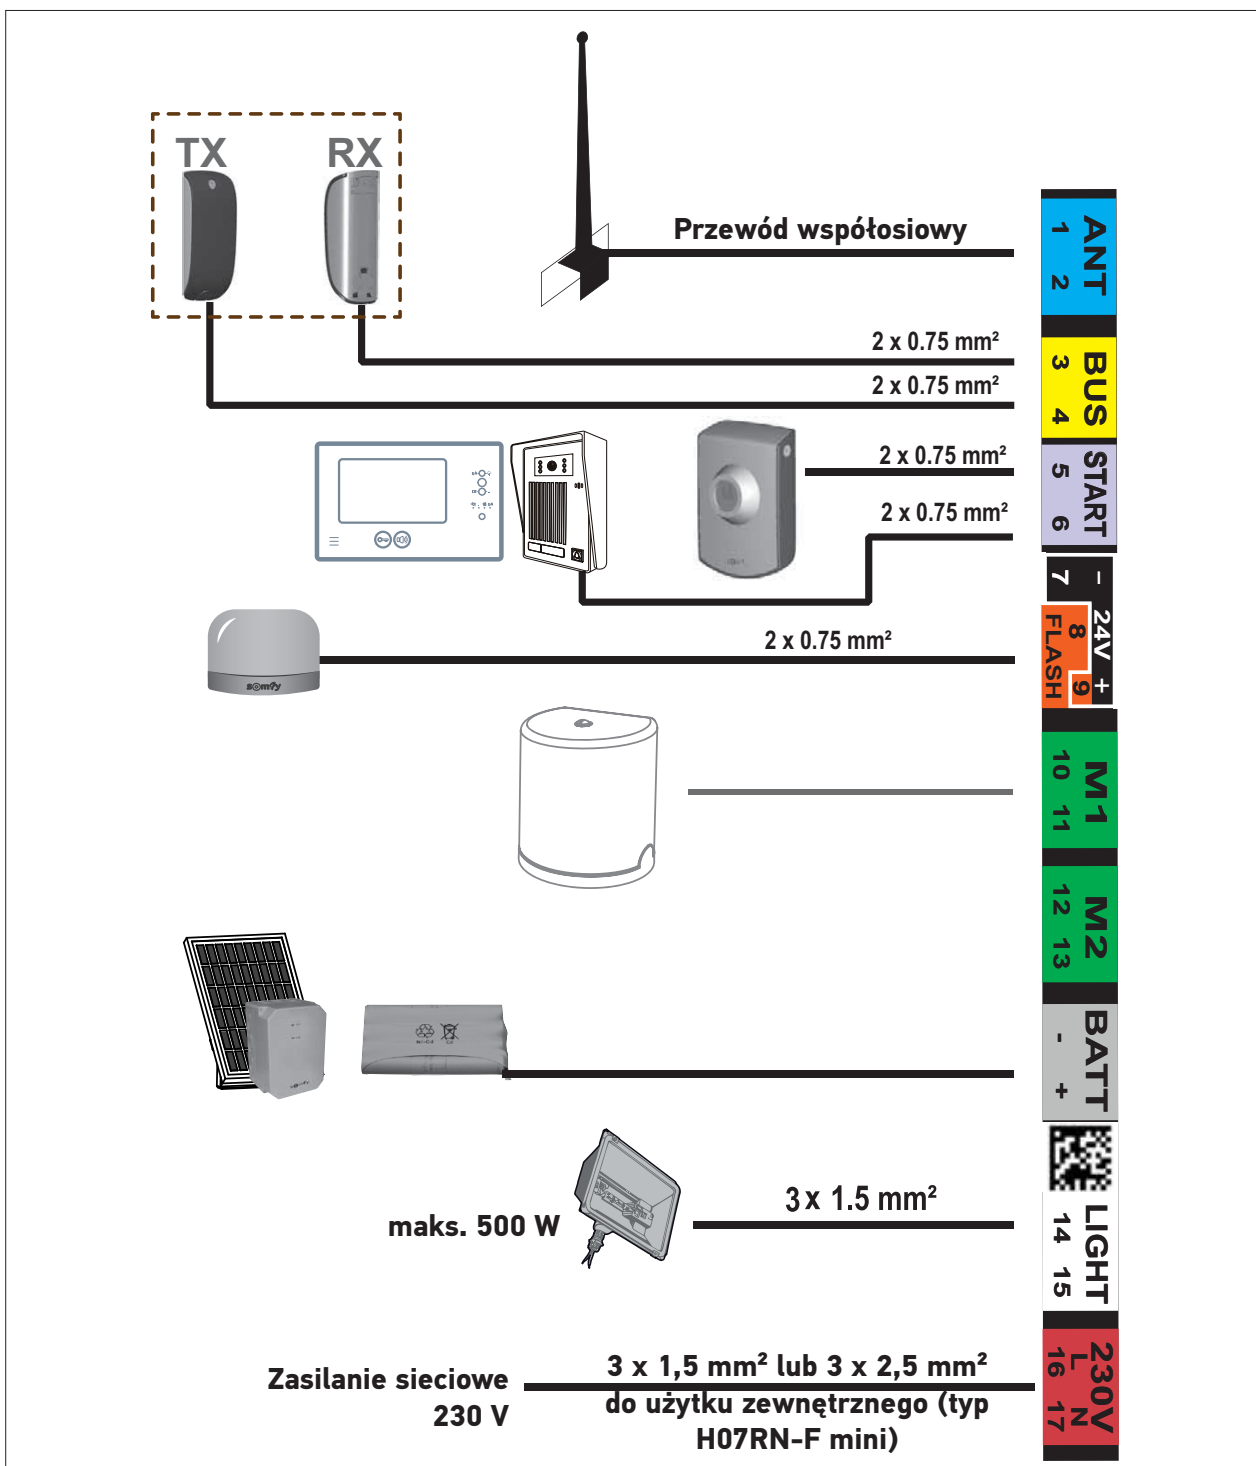 TX
RX
Przewód współosiowy
ANT
1 2
2 x 0.75 mm²
2 x 0.75 mm²
BUS
3 4
2 x 0.75 mm²
2 x 0.75 mm²
START
5 6
- 24V +
7 8 9
FLASH
2 x 0.75 mm²
somfy
M1
10 11
M2
12 13
Ni-Cd
Cd
somfy
BATT
- +
maks. 500 W
3 x 1.5 mm²
LIGHT
14 15
Zasilanie sieciowe
230 V
3 x 1,5 mm² lub 3 x 2,5 mm²
do użytku zewnętrznego (typ
H07RN-F mini)
230V
L N
16 17